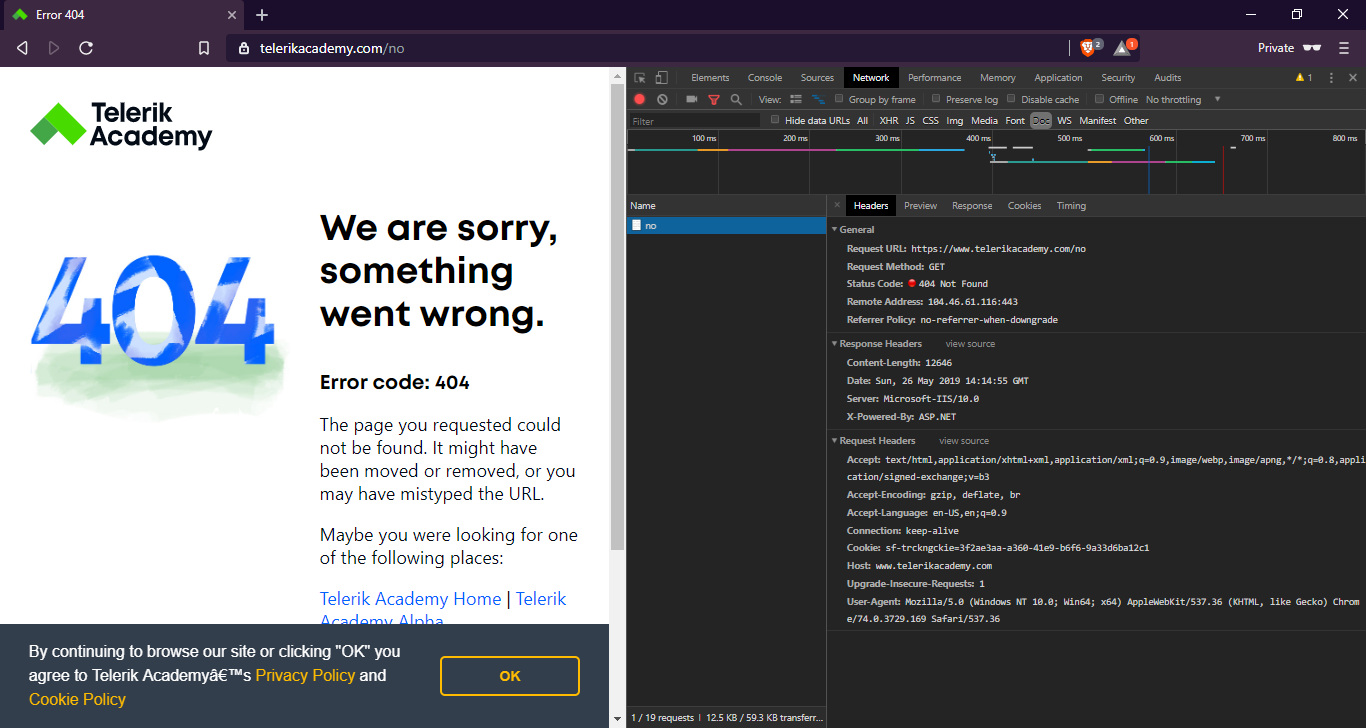 Error 404
telerikacademy.com/no
2
1
Private
Telerik
Academy
404
We are sorry,
something
went wrong.
Error code: 404
The page you requested could
not be found. It might have
been moved or removed, or you
may have mistyped the URL.
Maybe you were looking for one
of the following places:
Telerik Academy Home | Telerik
Academy Alpha
By continuing to browse our site or clicking "OK" you
agree to Telerik Academyâ€™s Privacy Policy and
Cookie Policy
OK
Elements Console Sources Network Performance Memory Application Security Audits 1
View: Group by frame Preserve log Disable cache Offline No throttling
Filter Hide data URLs All XHR JS CSS Img Media Font Doc WS Manifest Other
100 ms 200 ms 300 ms 400 ms 500 ms 600 ms 700 ms 800 ms
Name
no
1 / 19 requests | 12.5 KB / 59.3 KB transferr...
Headers Preview Response Cookies Timing
General
Request URL: https://www.telerikacademy.com/no
Request Method: GET
Status Code: 404 Not Found
Remote Address: 104.46.61.116:443
Referrer Policy: no-referrer-when-downgrade
Response Headers view source
Content-Length: 12646
Date: Sun, 26 May 2019 14:14:55 GMT
Server: Microsoft-IIS/10.0
X-Powered-By: ASP.NET
Request Headers view source
Accept: text/html,application/xhtml+xml,application/xml;q=0.9,image/webp,image/apng,*/*;q=0.8,appli
cation/signed-exchange;v=b3
Accept-Encoding: gzip, deflate, br
Accept-Language: en-US,en;q=0.9
Connection: keep-alive
Cookie: sf-trckngckie=3f2ae3aa-a360-41e9-b6f6-9a33d6ba12c1
Host: www.telerikacademy.com
Upgrade-Insecure-Requests: 1
User-Agent: Mozilla/5.0 (Windows NT 10.0; Win64; x64) AppleWebKit/537.36 (KHTML, like Gecko) Chrom
e/74.0.3729.169 Safari/537.36